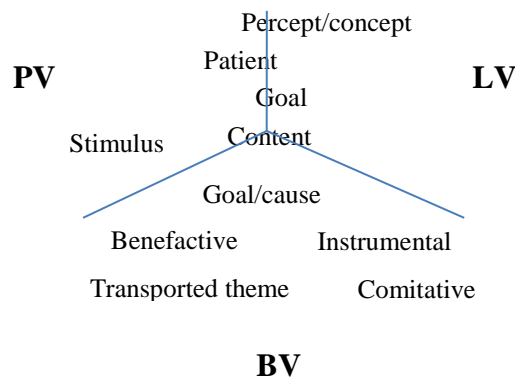 Percept/concept
Patient
PV
LV
Goal
Content
Stimulus
Goal/cause
Benefactive
Instrumental
Transported theme
Comitative
BV